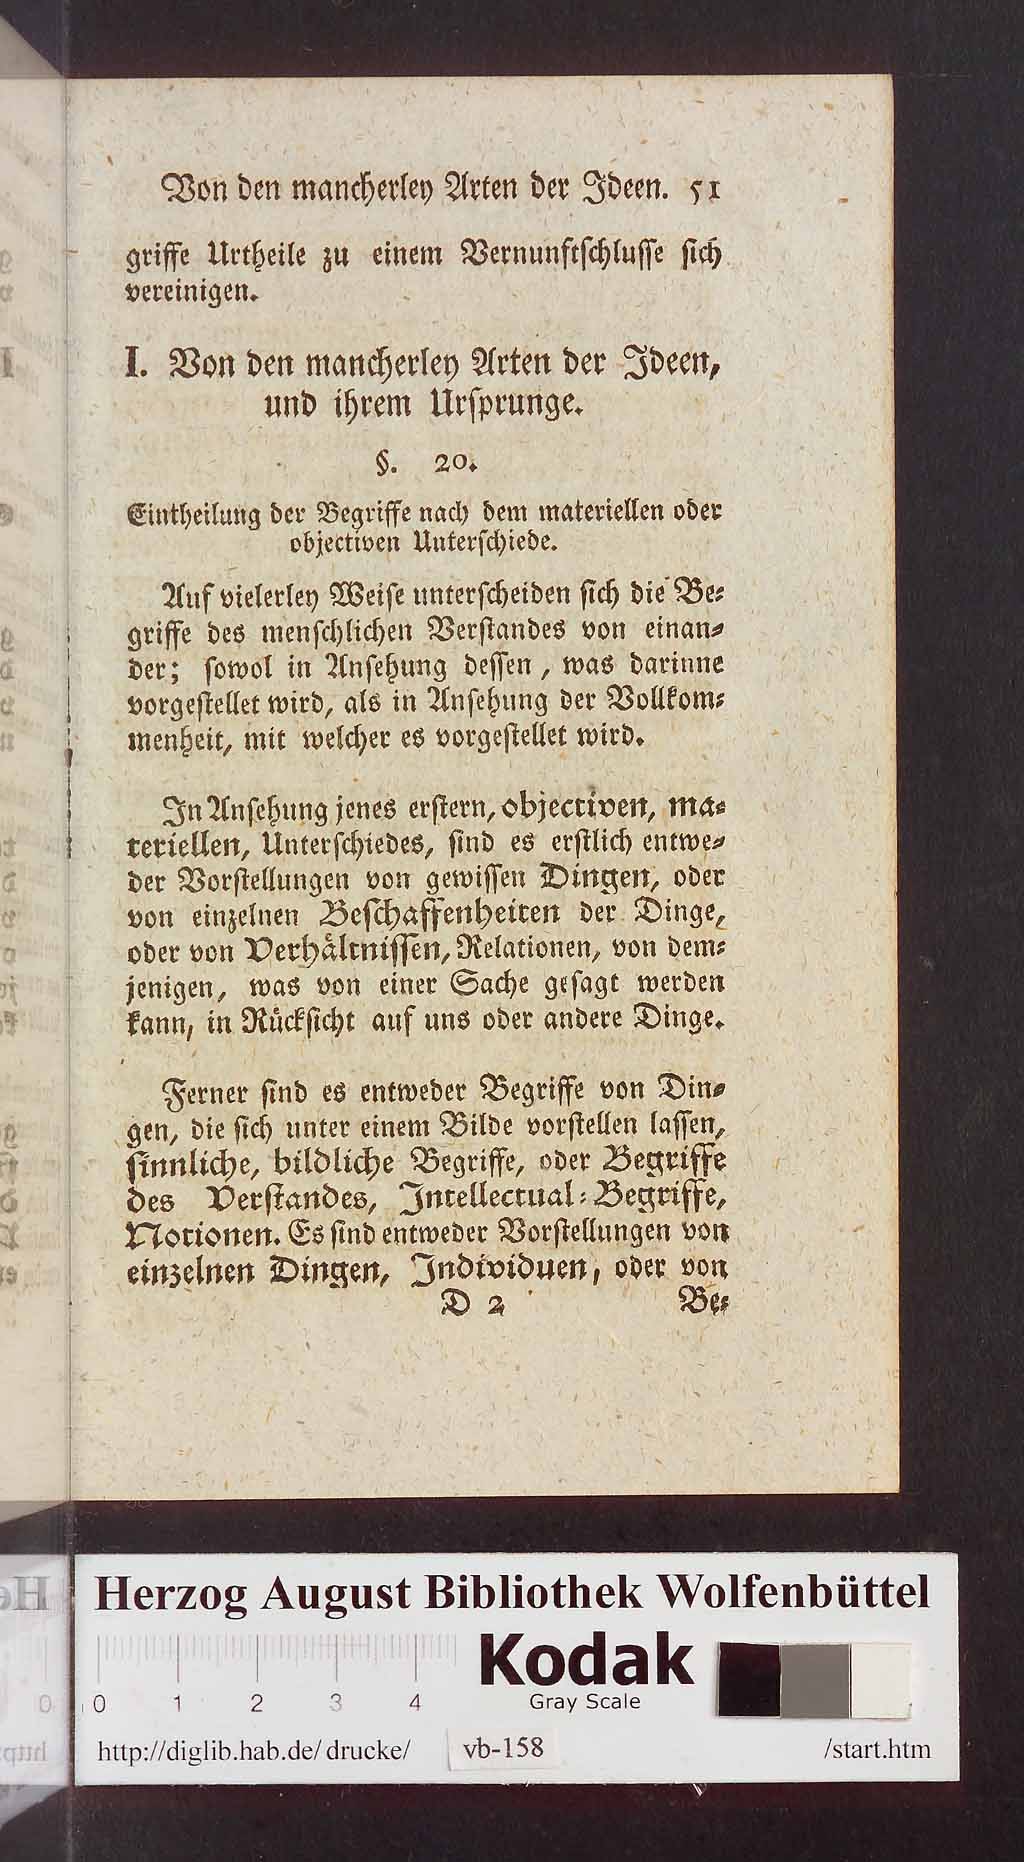 Von den mancherley Arten der Ideen. 51
griffe Urtheile zu einem Vernunftschlusse sich
vereinigen.
I. Von den mancherley Arten der Ideen,
und ihrem Ursprunge.
§. 20.
Eintheilung der Begriffe nach dem materiellen oder
objectiven Unterschiede.
Auf vielerley Weise unterscheiden sich die Be-
griffe des menschlichen Verstandes von einan-
der; sowol in Ansehung dessen, was darinne
vorgestellet wird, als in Ansehung der Vollkom-
menheit, mit welcher es vorgestellet wird.
In Ansehung jenes erstern, objectiven, ma-
teriellen, Unterschiedes, sind es erstlich entwe-
der Vorstellungen von gewissen Dingen, oder
von einzelnen Beschaffenheiten der Dinge,
oder von Verhältnissen, Relationen, von dem-
jenigen, was von einer Sache gesagt werden
kann, in Rücksicht auf uns oder andere Dinge.
Ferner sind es entweder Begriffe von Din-
gen, die sich unter einem Bilde vorstellen lassen,
sinnliche, bildliche Begriffe, oder Begriffe
des Verstandes, Intellectual-Begriffe,
Notionen. Es sind entweder Vorstellungen von
einzelnen Dingen, Individuen, oder von
D 2 Be-
Herzog August Bibliothek Wolfenbüttel
Kodak
Gray Scale
0 1 2 3 4
http://diglib.hab.de/drucke/ vb-158 /start.htm